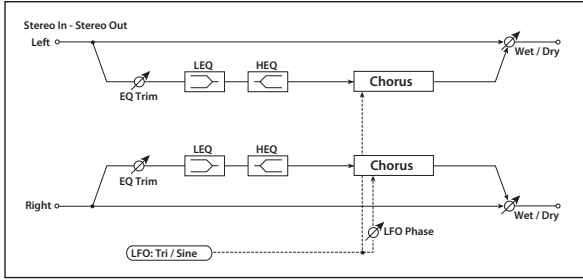 Stereo In - Stereo Out
Left
Wet / Dry
LEQ
HEQ
EQ Trim
Chorus
LEQ
HEQ
EQ Trim
Chorus
Right
Wet / Dry
LFO Phase
LFO: Tri / Sine